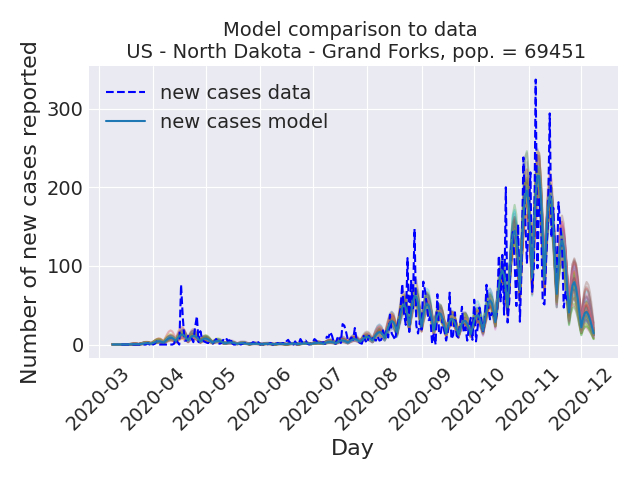 Model comparison to data
US - North Dakota - Grand Forks, pop. = 69451
Number of new cases reported
new cases data
new cases model
300
200
100
0
2020-03
2020-04
2020-05
2020-06
2020-07
2020-08
2020-09
2020-10
2020-11
2020-12
Day